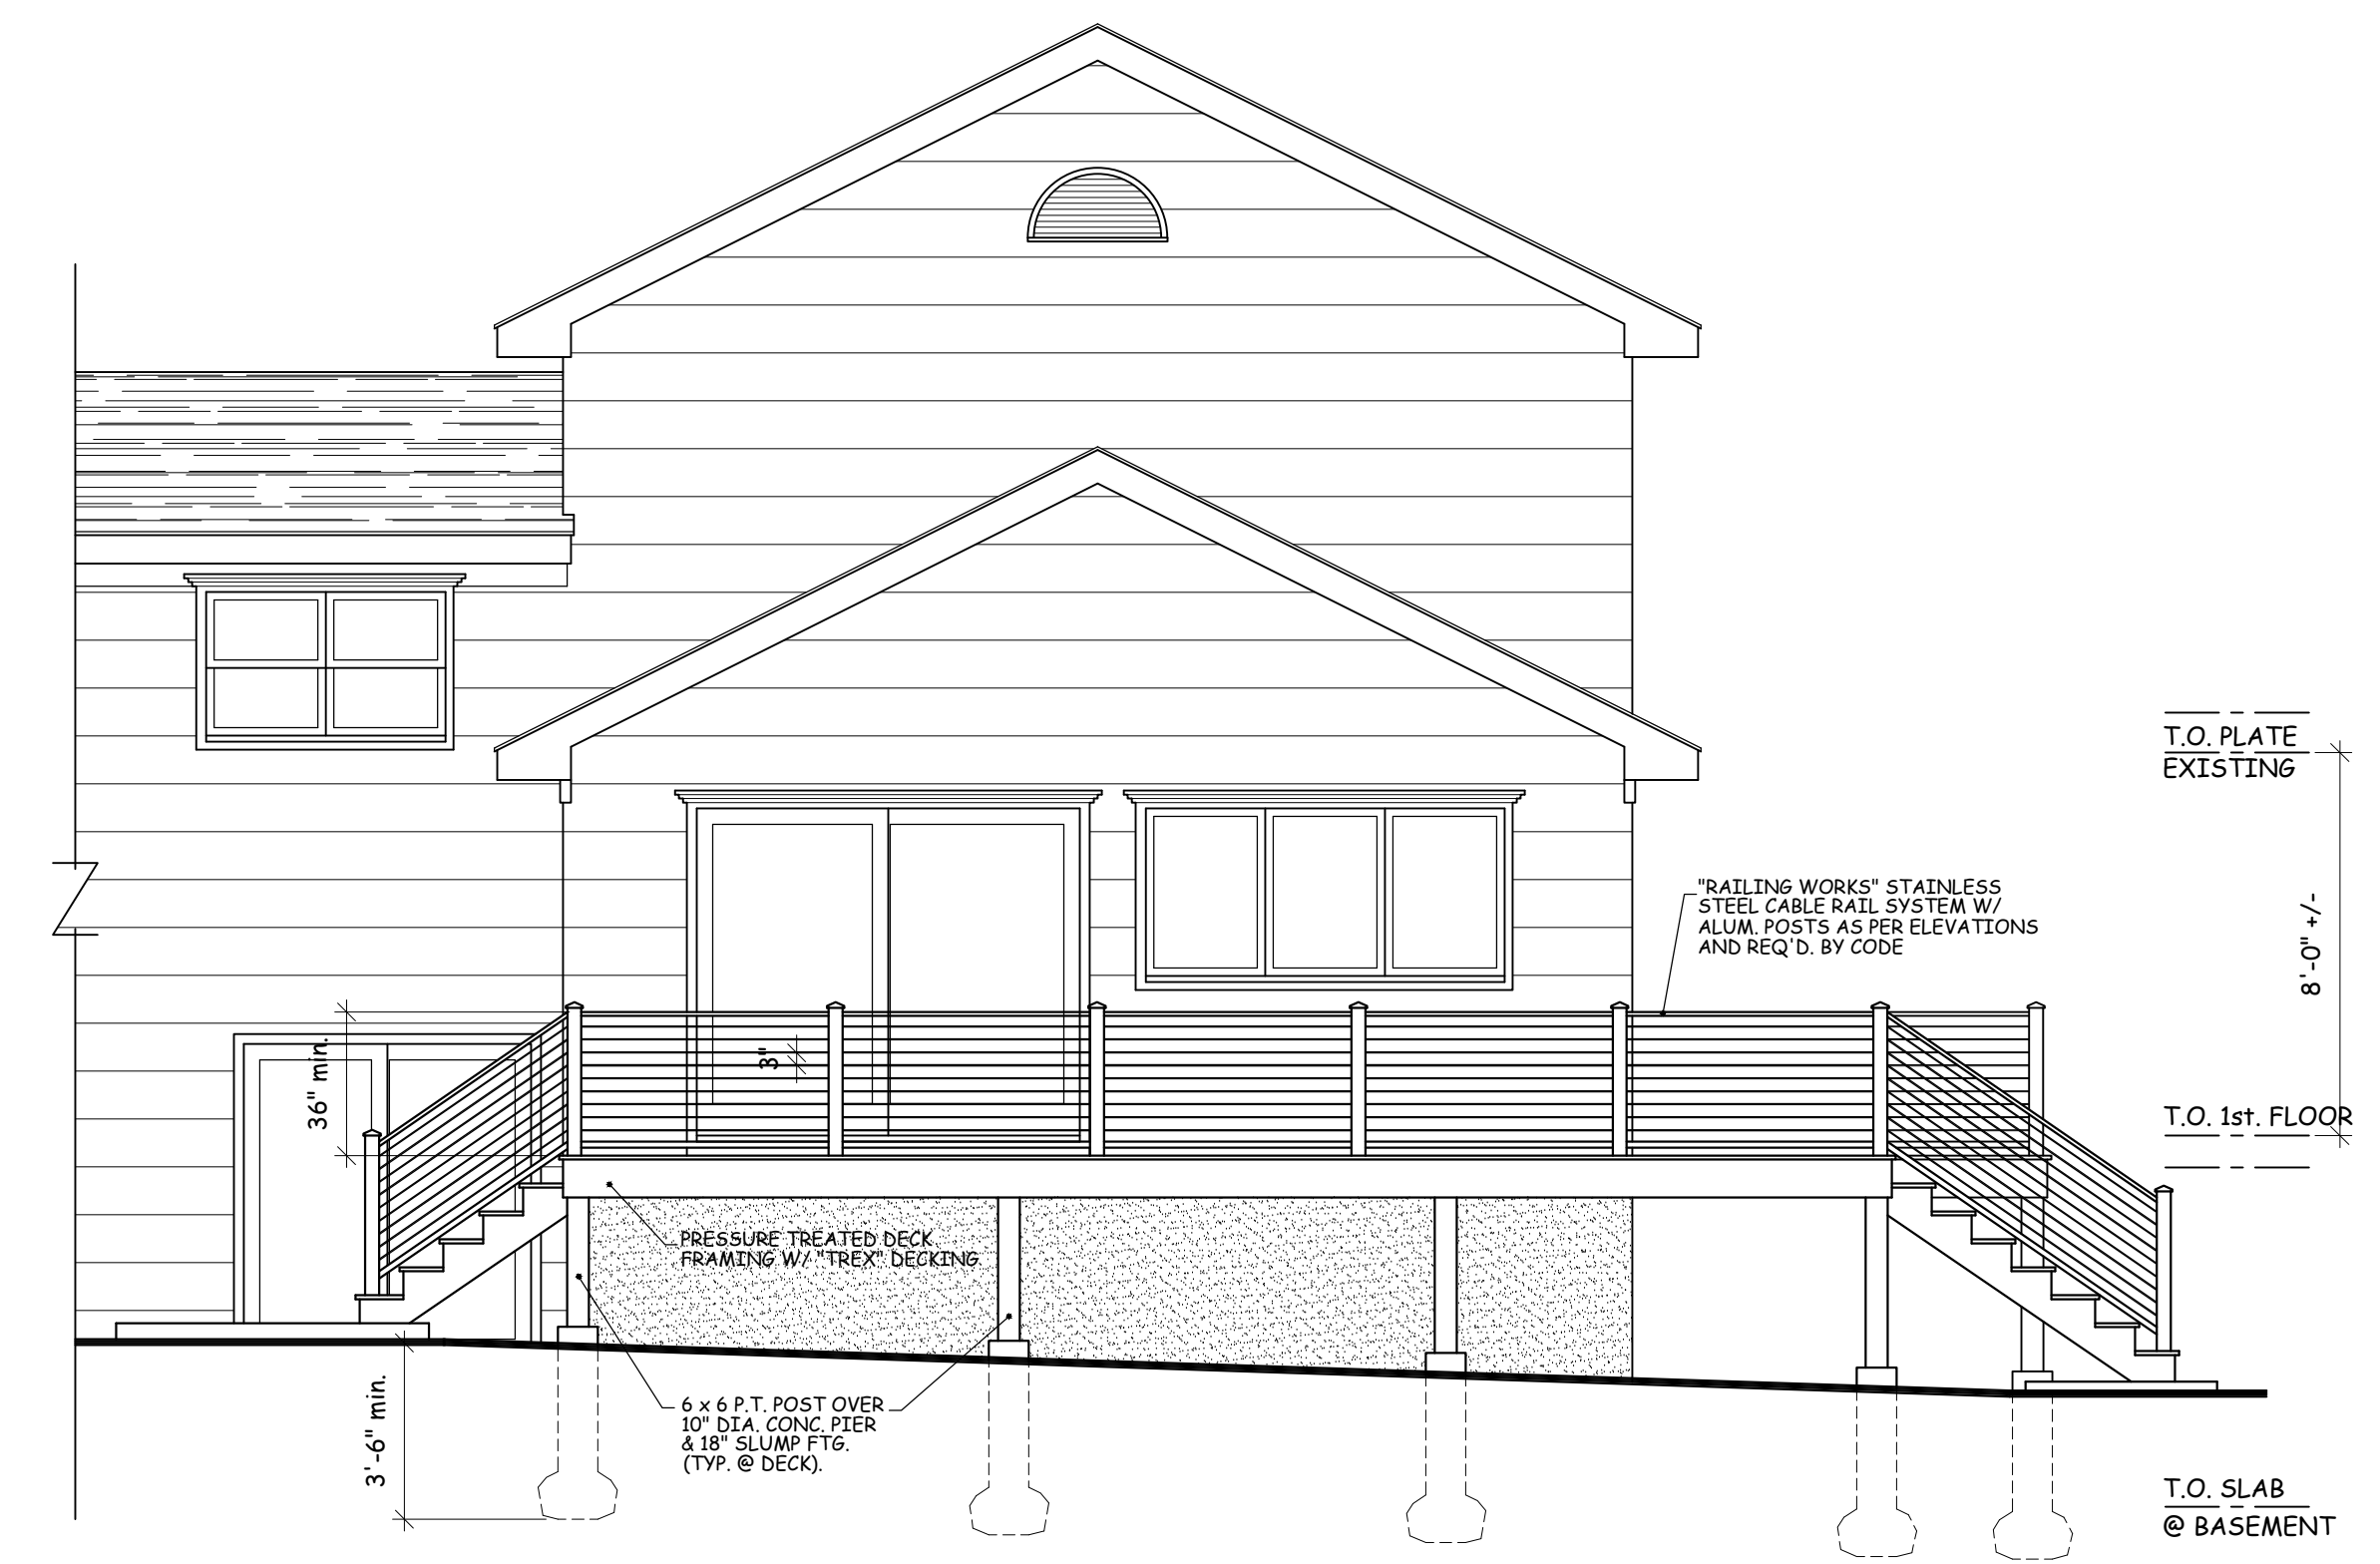 T.O. PLATE
EXISTING
"RAILING WORKS" STAINLESS
STEEL CABLE RAIL SYSTEM W/
ALUM. POSTS AS PER ELEVATIONS
AND REQ'D. BY CODE
8'-0" +/-
36" min.
3"
T.O. 1st. FLOOR
PRESSURE TREATED DECK
FRAMING W/ "TREX" DECKING
3'-6" min.
6 x 6 P.T. POST OVER
10" DIA. CONC. PIER
& 18" SLUMP FTG.
(TYP. @ DECK).
T.O. SLAB
@ BASEMENT